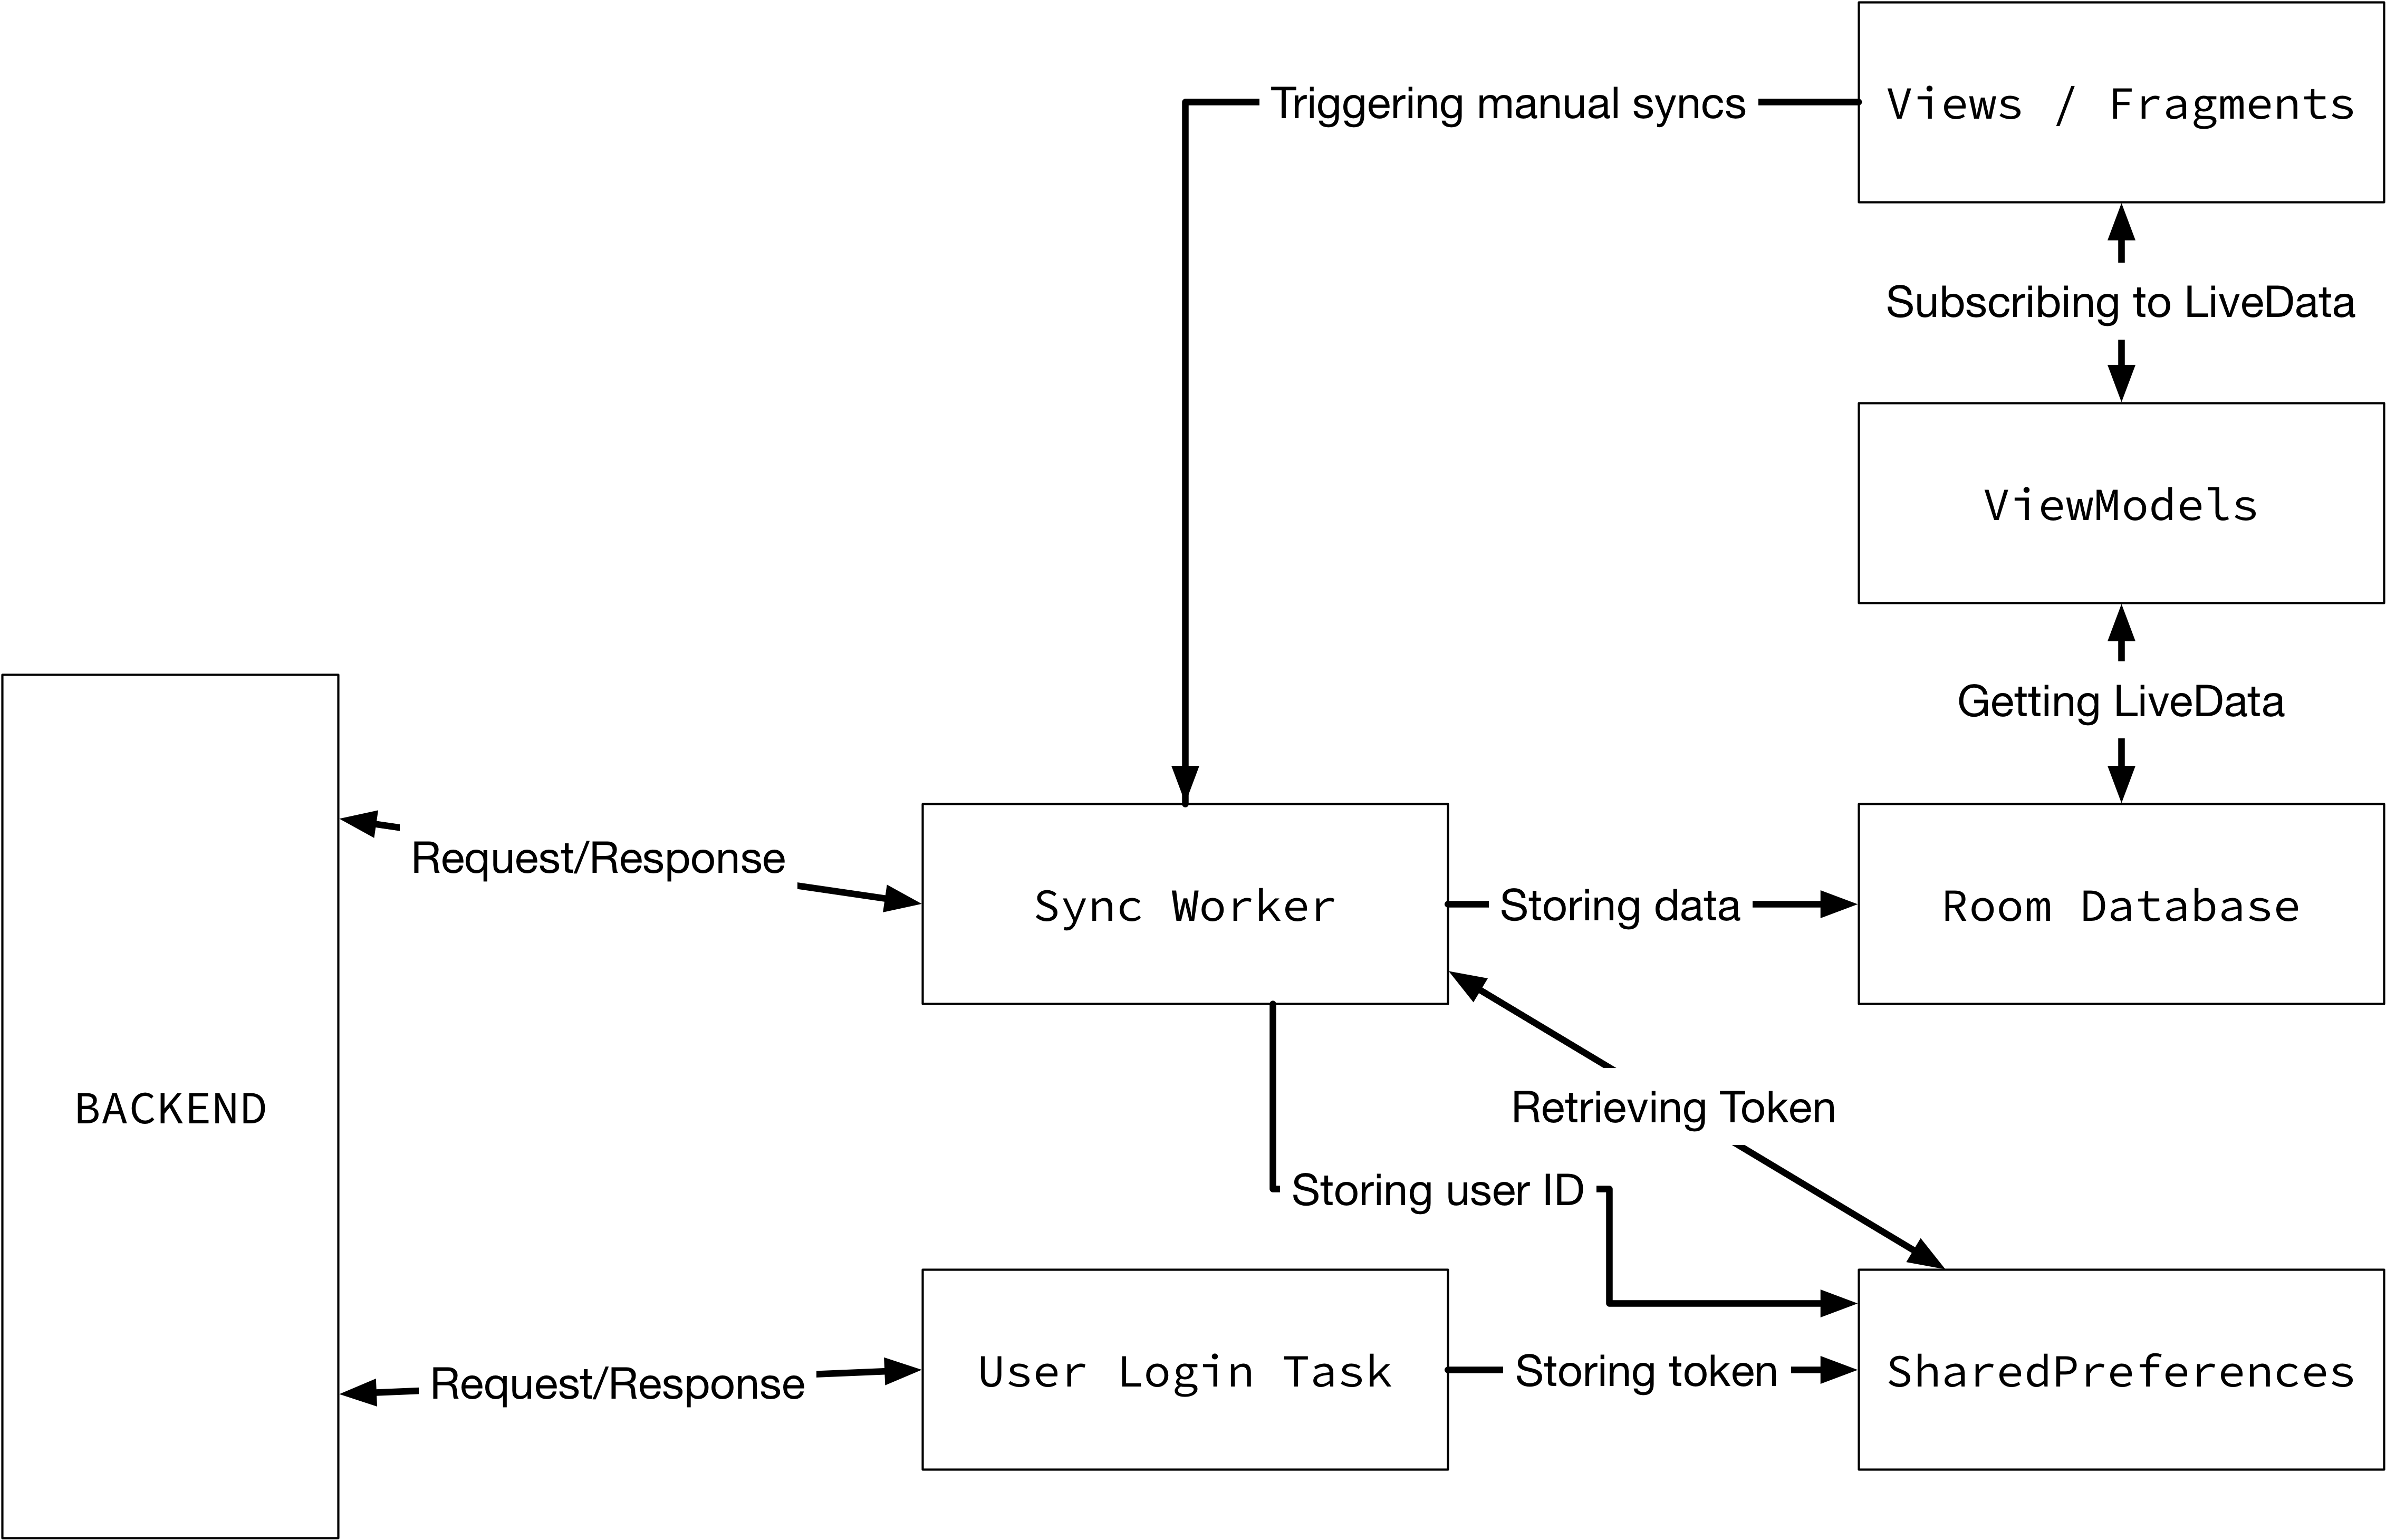 Triggering manual syncs
Views / Fragments
Subscribing to LiveData
ViewModels
Getting LiveData
Request/Response
Sync Worker
Storing data
Room Database
BACKEND
Retrieving Token
Storing user ID
Request/Response
User Login Task
Storing token
SharedPreferences